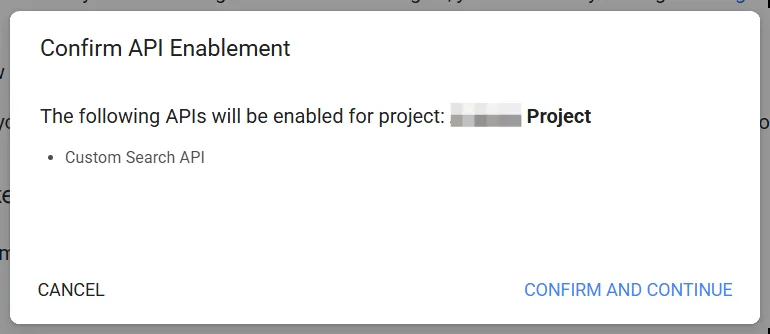 Confirm API Enablement
The following APIs will be enabled for project: Project
• Custom Search API
CANCEL CONFIRM AND CONTINUE